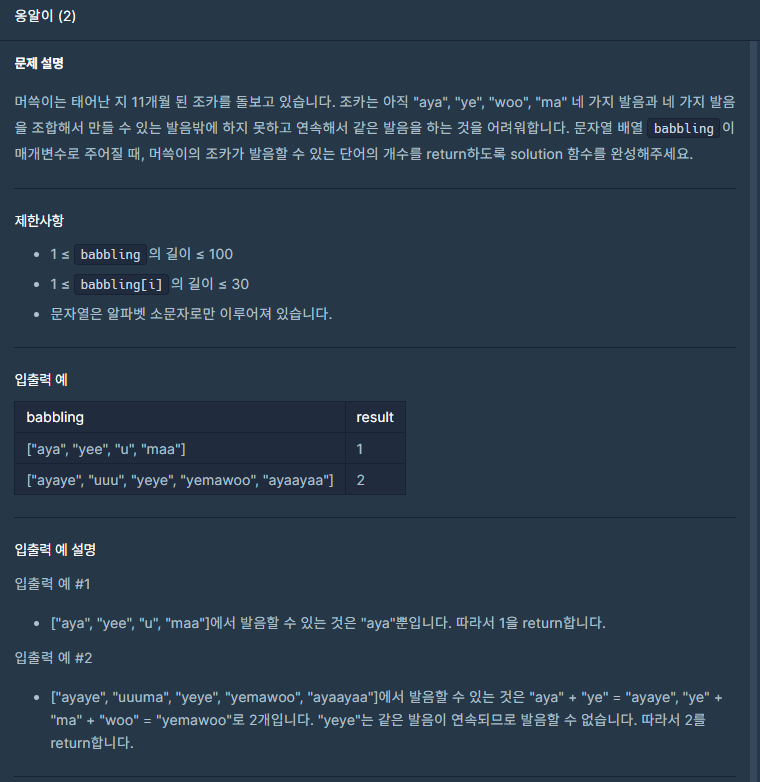 옹알이 (2)
문제 설명
머쓱이는 태어난 지 11개월 된 조카를 돌보고 있습니다. 조카는 아직 "aya", "ye", "woo", "ma" 네 가지 발음과 네 가지 발음
을 조합해서 만들 수 있는 발음밖에 하지 못하고 연속해서 같은 발음을 하는 것을 어려워합니다. 문자열 배열 babbling 이
매개변수로 주어질 때, 머쓱이의 조카가 발음할 수 있는 단어의 개수를 return하도록 solution 함수를 완성해주세요.
제한사항
• 1 ≤ babbling 의 길이 ≤ 100
• 1 ≤ babbling[i] 의 길이 ≤ 30
• 문자열은 알파벳 소문자로만 이루어져 있습니다.
입출력 예
babbling result
["aya", "yee", "u", "maa"] 1
["ayaye", "uuu", "yeye", "yemawoo", "ayaayaa"] 2
입출력 예 설명
입출력 예 #1
• ["aya", "yee", "u", "maa"]에서 발음할 수 있는 것은 "aya"뿐입니다. 따라서 1을 return합니다.
입출력 예 #2
• ["ayaye", "uuuma", "yeye", "yemawoo", "ayaayaa"]에서 발음할 수 있는 것은 "aya" + "ye" = "ayaye", "ye" +
"ma" + "woo" = "yemawoo"로 2개입니다. "yeye"는 같은 발음이 연속되므로 발음할 수 없습니다. 따라서 2를
return합니다.